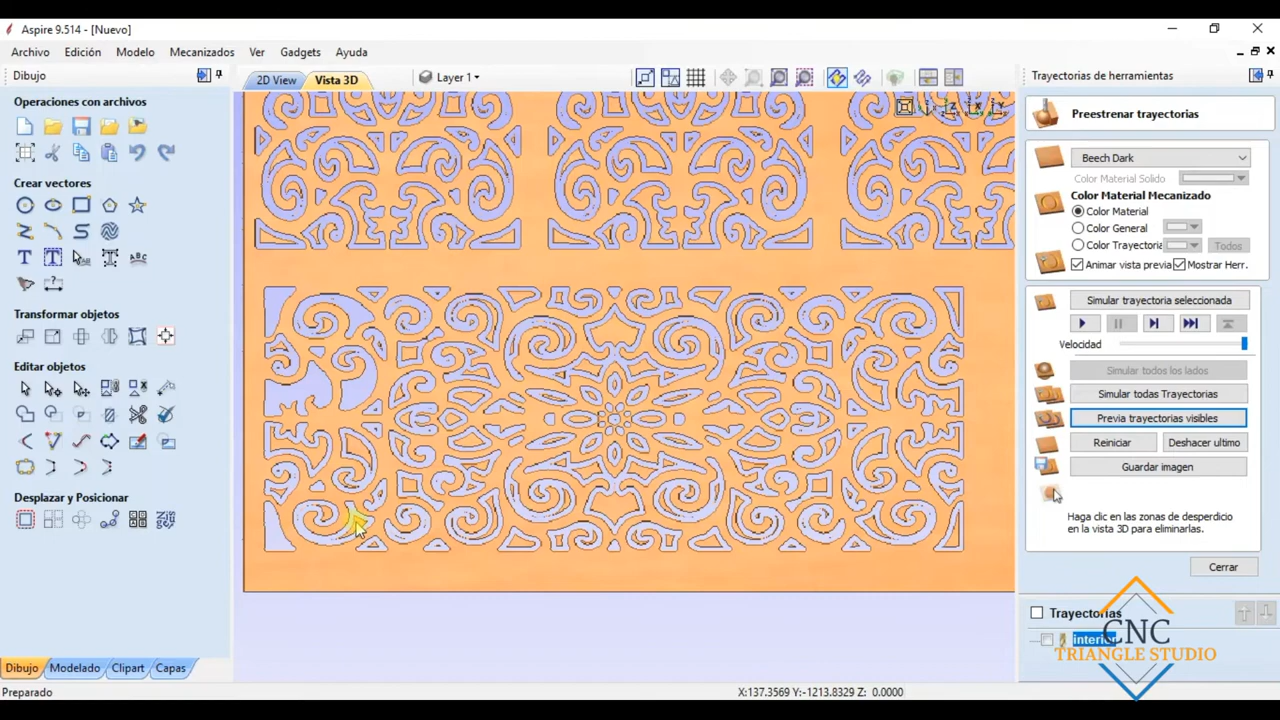 Aspire 9.514 - [Nuevo]
Archivo Edición Modelo Mecanizados Ver Gadgets Ayuda
Dibujo
2D View Vista 3D Layer 1
Trayectorias de herramientas
Operaciones con archivos
Crear vectores
Transformar objetos
Editar objetos
Desplazar y Posicionar
Dibujo Modelado Clipart Capas
Preparado
X:137.3569 Y:-1213.8329 Z: 0.0000
Preestrenar trayectorias
Beech Dark
Color Material Solido
Color Material Mecanizado
Color Material
Color General
Color Trayectoria Todos
Animar vista previa Mostrar Herr.
Simular trayectoria seleccionada
Velocidad
Simular todos los lados
Simular todas Trayectorias
Previa trayectorias visibles
Reiniciar Deshacer ultimo
Guardar imagen
Haga clic en las zonas de desperdicio
en la vista 3D para eliminarlas.
Cerrar
Trayectorias
interior
CNC
TRIANGLE STUDIO